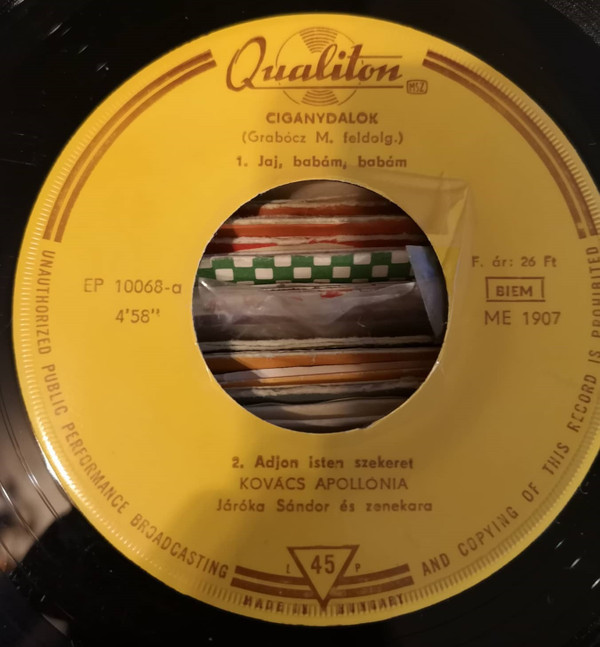 Qualiton
MSZ
CIGÁNYDALOK
(Grabócz M. feldolg.)
1. Jaj, babám, babám
EP 10068-a
4'58"
F. ár: 26 Ft
BIEM
ME 1907
2. Adjon isten szekeret
KOVÁCS APOLLONIA
Járóka Sándor és zenekara
L 45 P
MADE IN HUNGARY
UNAUTHORIZED PUBLIC PERFORMANCE BROADCASTING AND COPYING OF THIS RECORD IS PROHIBITED